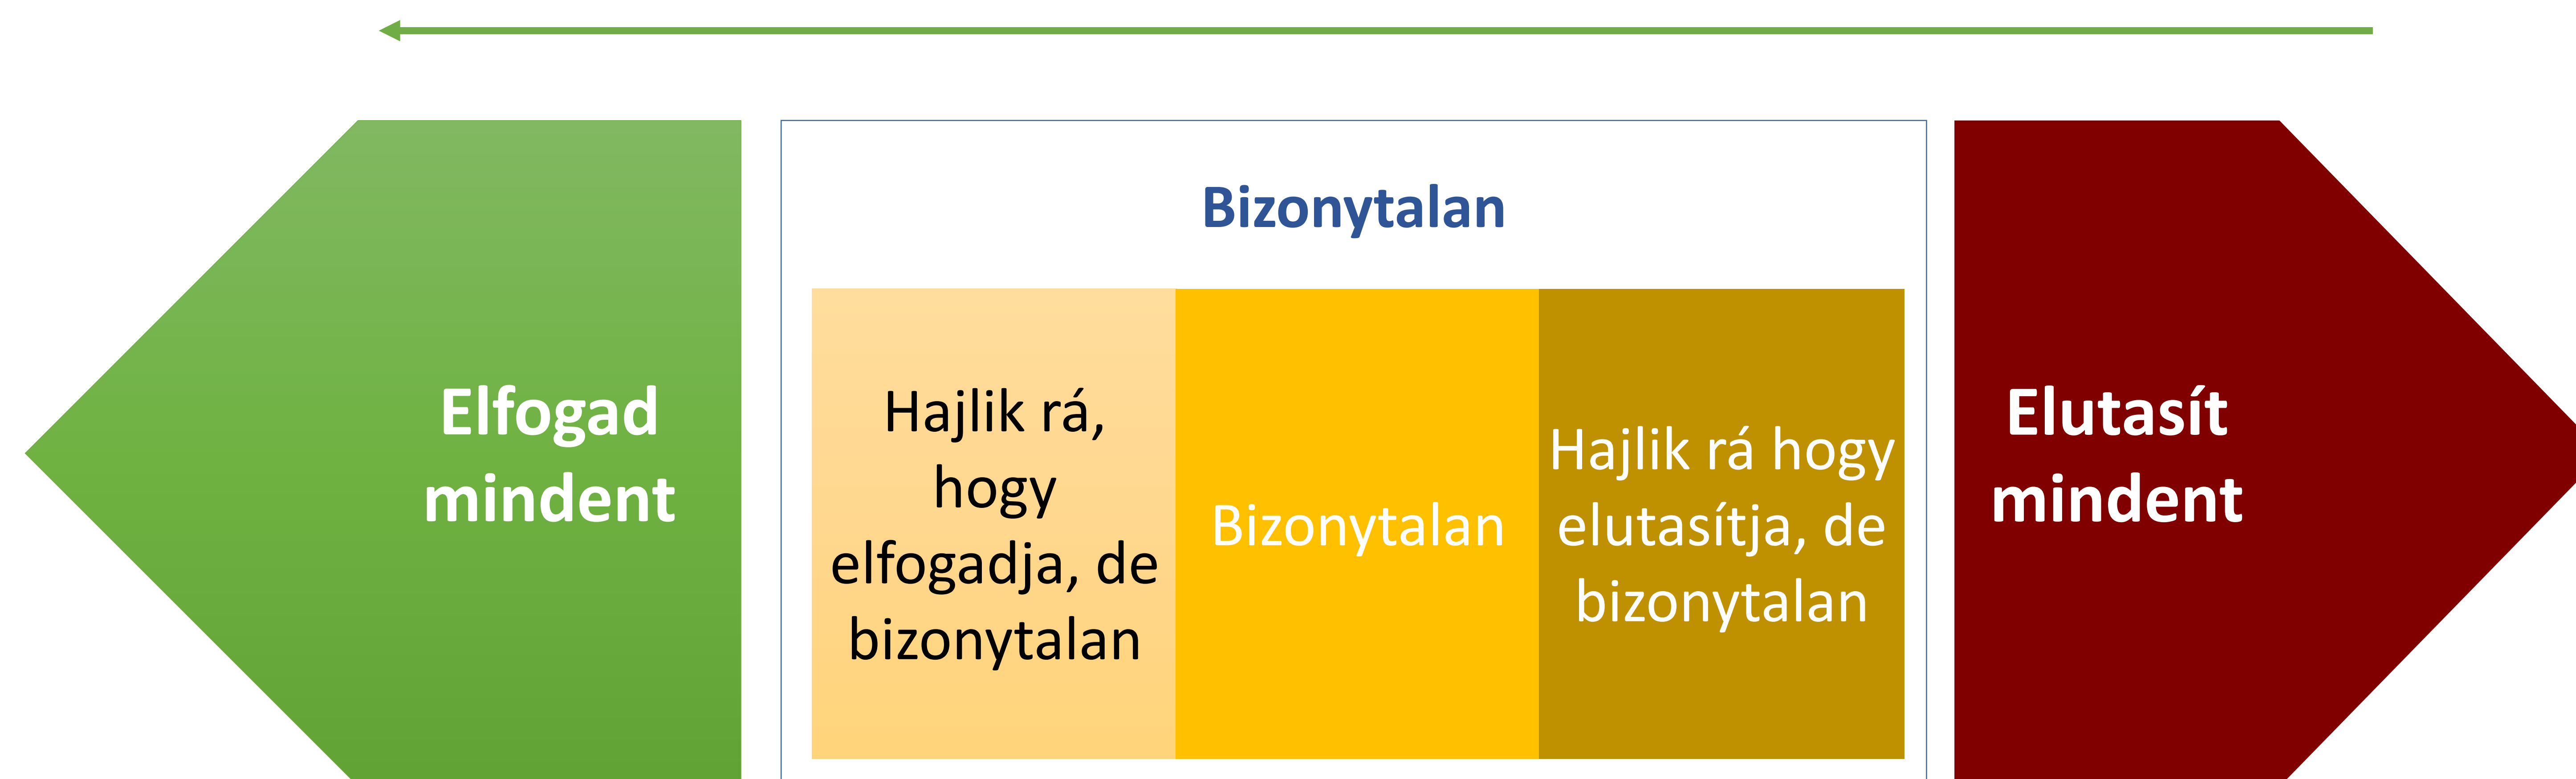 Bizonytalan
Elfogad
mindent
Hajlik rá,
hogy
elfogadja, de
bizonytalan
Bizonytalan
Hajlik rá hogy
elutasítja, de
bizonytalan
Elutasít
mindent